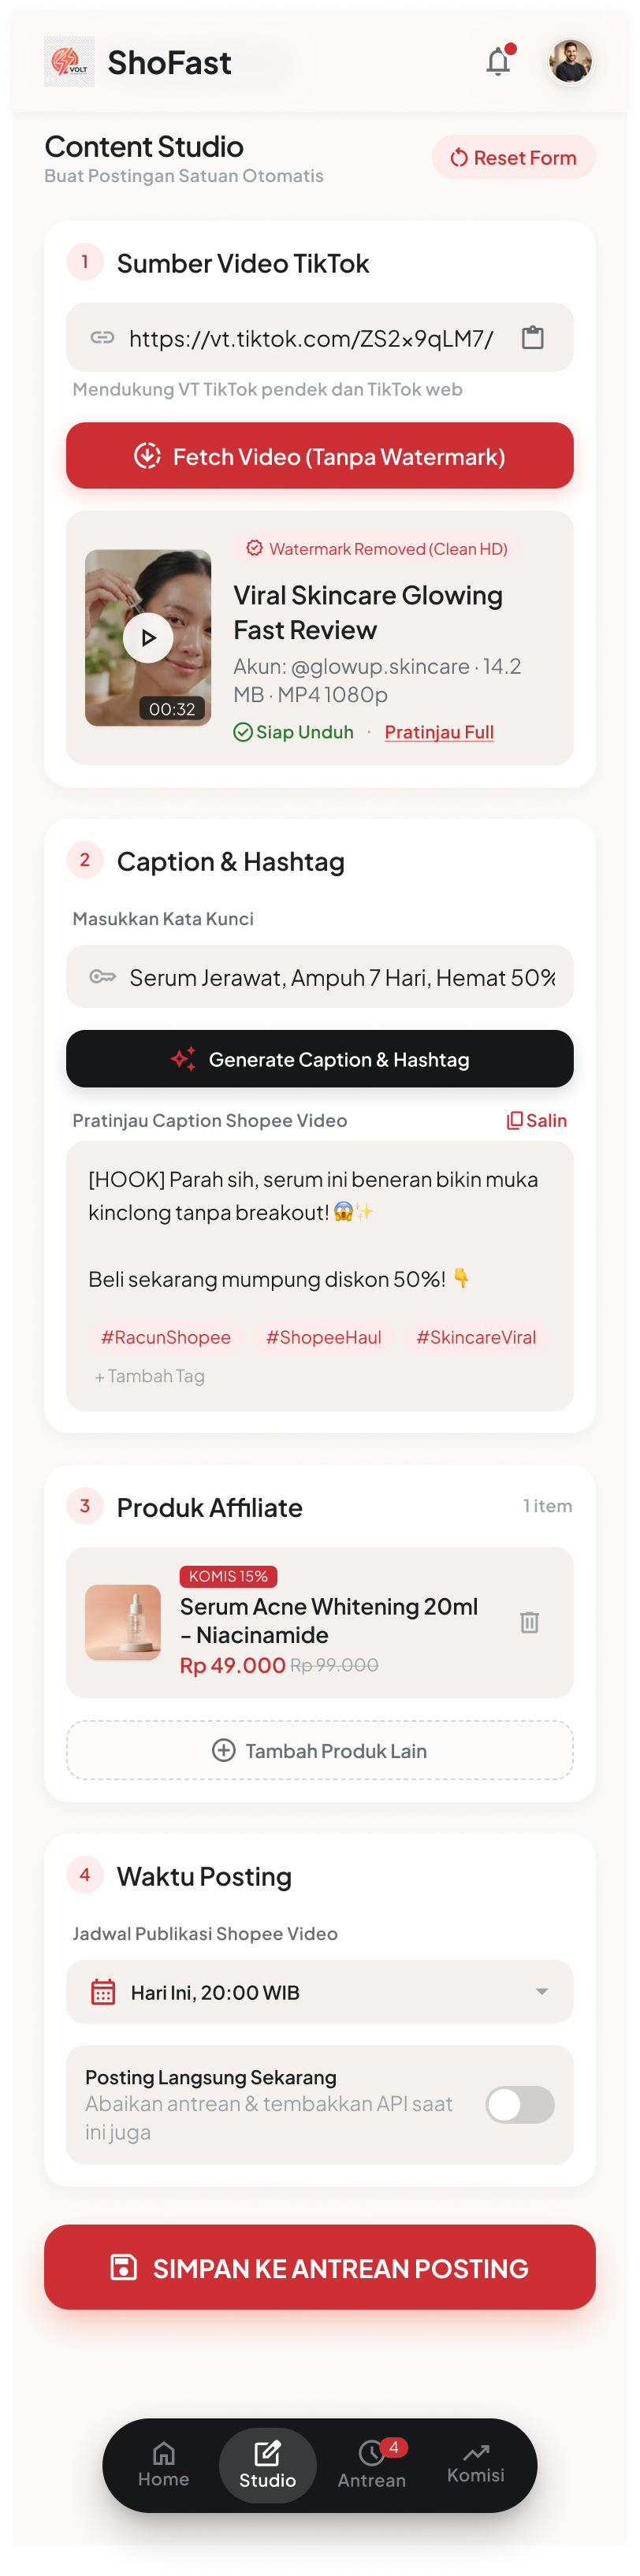 VOLT
ShoFast
Content Studio
Buat Postingan Satuan Otomatis
Reset Form
1
Sumber Video TikTok
https://vt.tiktok.com/ZS2x9qLM7/
Mendukung VT TikTok pendek dan TikTok web
Fetch Video (Tanpa Watermark)
Watermark Removed (Clean HD)
Viral Skincare Glowing
Fast Review
Akun: @glowup.skincare · 14.2
MB · MP4 1080p
00:32
Siap Unduh · Pratinjau Full
2
Caption & Hashtag
Masukkan Kata Kunci
Serum Jerawat, Ampuh 7 Hari, Hemat 50%
Generate Caption & Hashtag
Pratinjau Caption Shopee Video
Salin
[HOOK] Parah sih, serum ini beneran bikin muka
kinclong tanpa breakout! 😱✨
Beli sekarang mumpung diskon 50%! 👇
#RacunShopee #ShopeeHaul #SkincareViral
+ Tambah Tag
3
Produk Affiliate
1 item
KOMIS 15%
Serum Acne Whitening 20ml
– Niacinamide
Rp 49.000 Rp 99.000
Tambah Produk Lain
4
Waktu Posting
Jadwal Publikasi Shopee Video
Hari Ini, 20:00 WIB
Posting Langsung Sekarang
Abaikan antrean & tembakkan API saat
ini juga
SIMPAN KE ANTREAN POSTING
Home
Studio
4
Antrean
Komisi